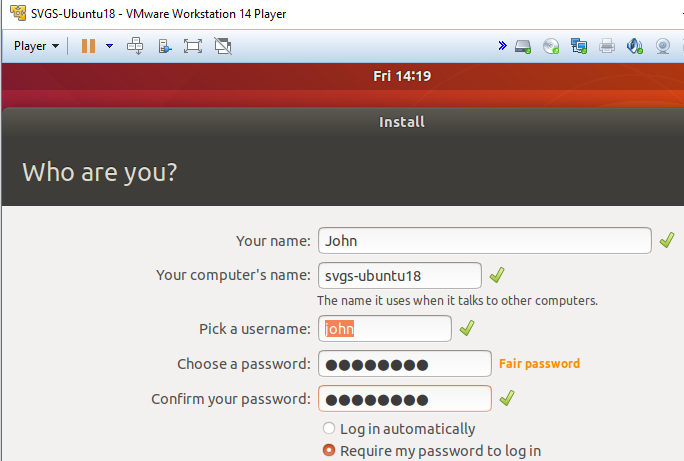 SVGS-Ubuntu18 - VMware Workstation 14 Player
Player
Fri 14:19
Install
Who are you?
Your name: John
Your computer's name: svgs-ubuntu18
The name it uses when it talks to other computers.
Pick a username: john
Choose a password: ●●●●●●●● Fair password
Confirm your password: ●●●●●●●●
Log in automatically
Require my password to log in